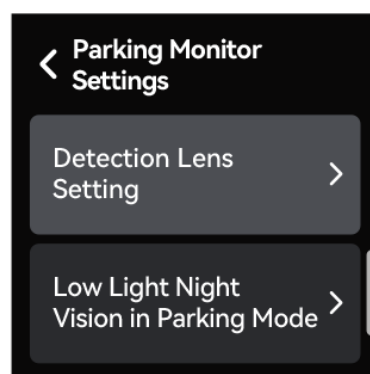 Parking Monitor
Settings
Detection Lens
Setting
Low Light Night
Vision in Parking Mode